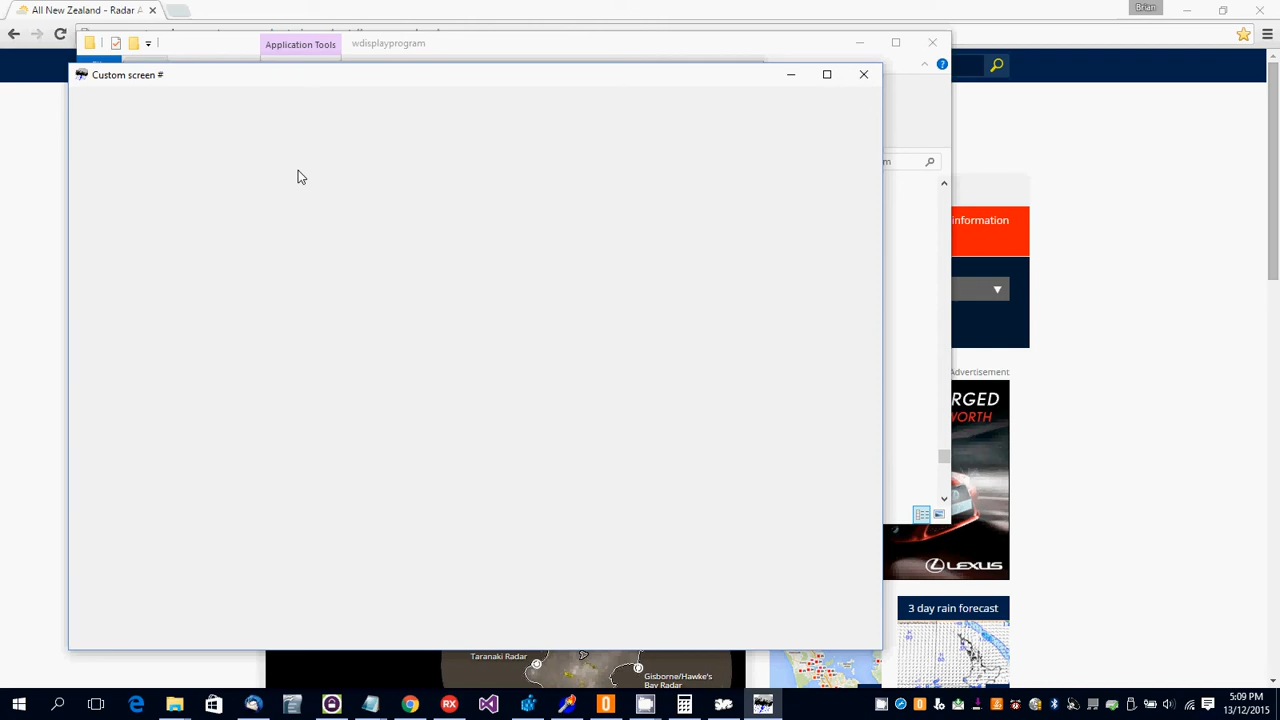 All New Zealand - Radar
Brian
Application Tools
wdisplayprogram
Custom screen #
m
information
Advertisement
RGED
WORTH
LEXUS
3 day rain forecast
Taranaki Radar
Gisborne/Hawke's
Bay Radar
RX
5:09 PM
13/12/2015